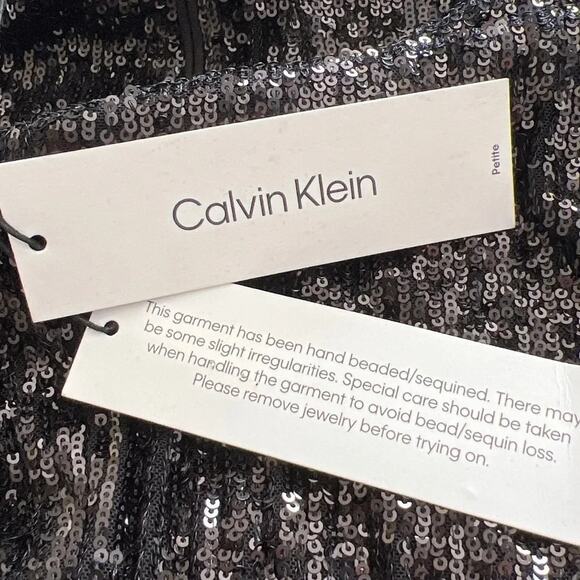 Calvin Klein
Petite
This garment has been hand beaded/sequined. There may
be some slight irregularities. Special care should be taken
when handling the garment to avoid bead/sequin loss.
Please remove jewelry before trying on.